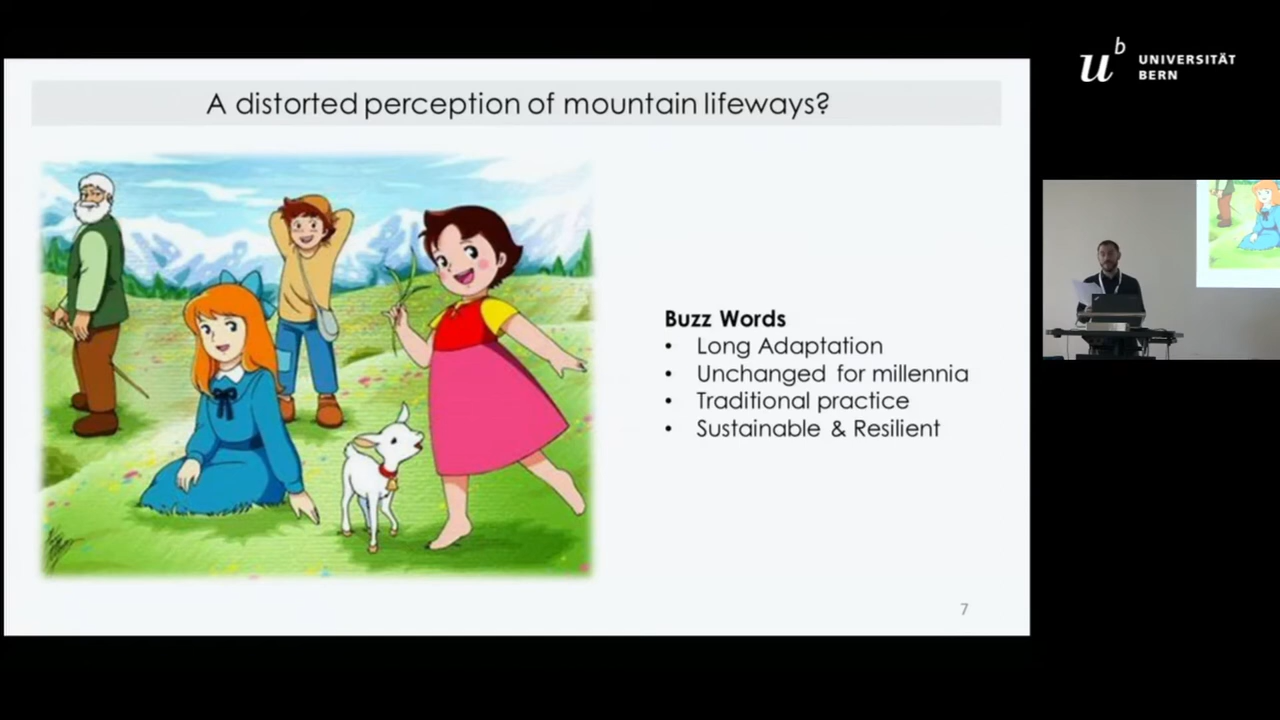 A distorted perception of mountain lifeways?
Buzz Words
• Long Adaptation
• Unchanged for millennia
• Traditional practice
• Sustainable & Resilient
7
u^b UNIVERSITÄT
BERN